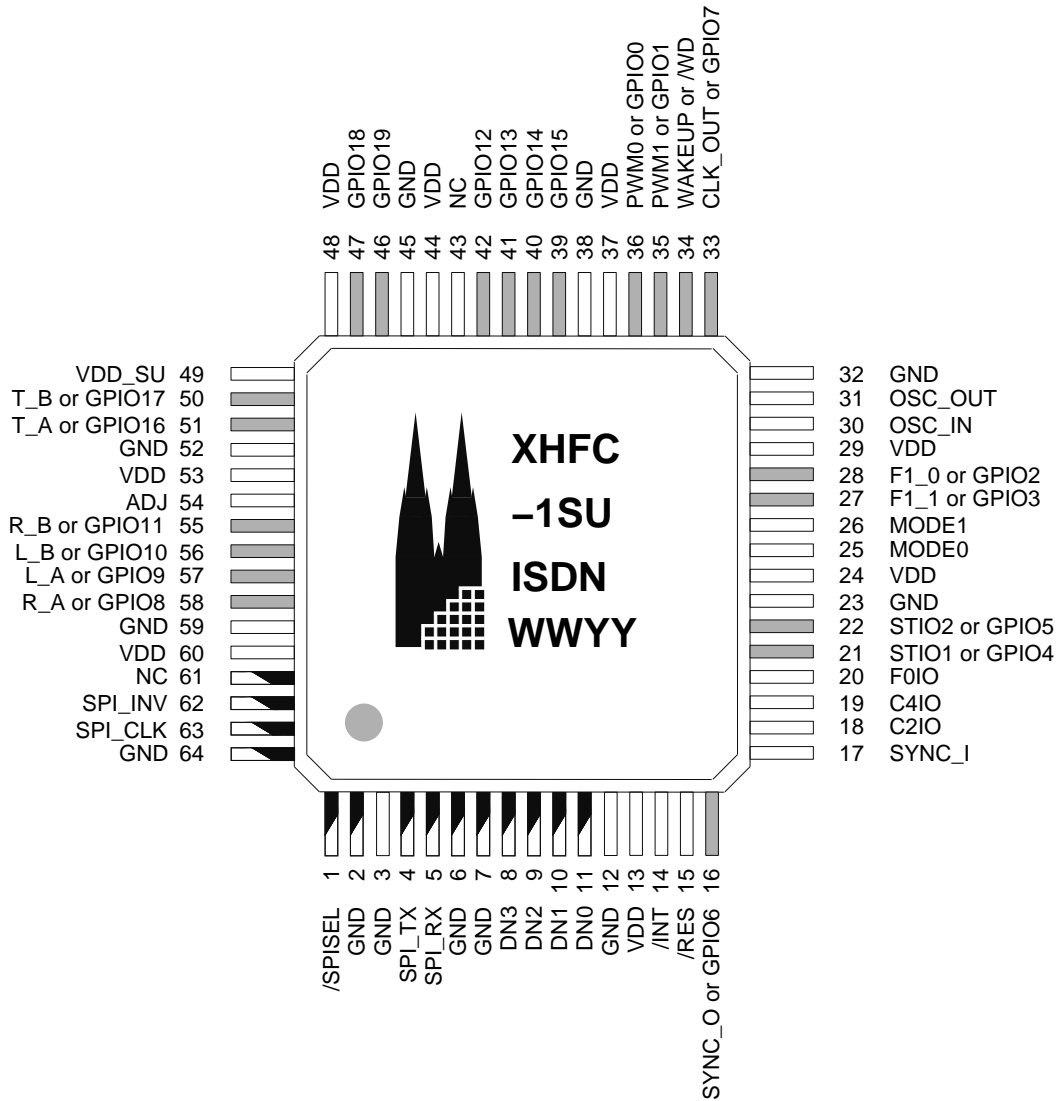 VDD 48
GPIO18 47
GPIO19 46
GND 45
VDD 44
NC 43
GPIO12 42
GPIO13 41
GPIO14 40
GPIO15 39
GND 38
VDD 37
PWM0 or GPIO0 36
PWM1 or GPIO1 35
WAKEUP or /WD 34
CLK_OUT or GPIO7 33
VDD_SU 49
T_B or GPIO17 50
T_A or GPIO16 51
GND 52
VDD 53
ADJ 54
R_B or GPIO11 55
L_B or GPIO10 56
L_A or GPIO9 57
R_A or GPIO8 58
GND 59
VDD 60
NC 61
SPI_INV 62
SPI_CLK 63
GND 64
XHFC
–1SU
ISDN
WWYY
32 GND
31 OSC_OUT
30 OSC_IN
29 VDD
28 F1_0 or GPIO2
27 F1_1 or GPIO3
26 MODE1
25 MODE0
24 VDD
23 GND
22 STIO2 or GPIO5
21 STIO1 or GPIO4
20 F0IO
19 C4IO
18 C2IO
17 SYNC_I
/SPISEL 1
GND 2
GND 3
SPI_TX 4
SPI_RX 5
GND 6
GND 7
DN3 8
DN2 9
DN1 10
DN0 11
GND 12
VDD 13
/INT 14
/RES 15
SYNC_O or GPIO6 16